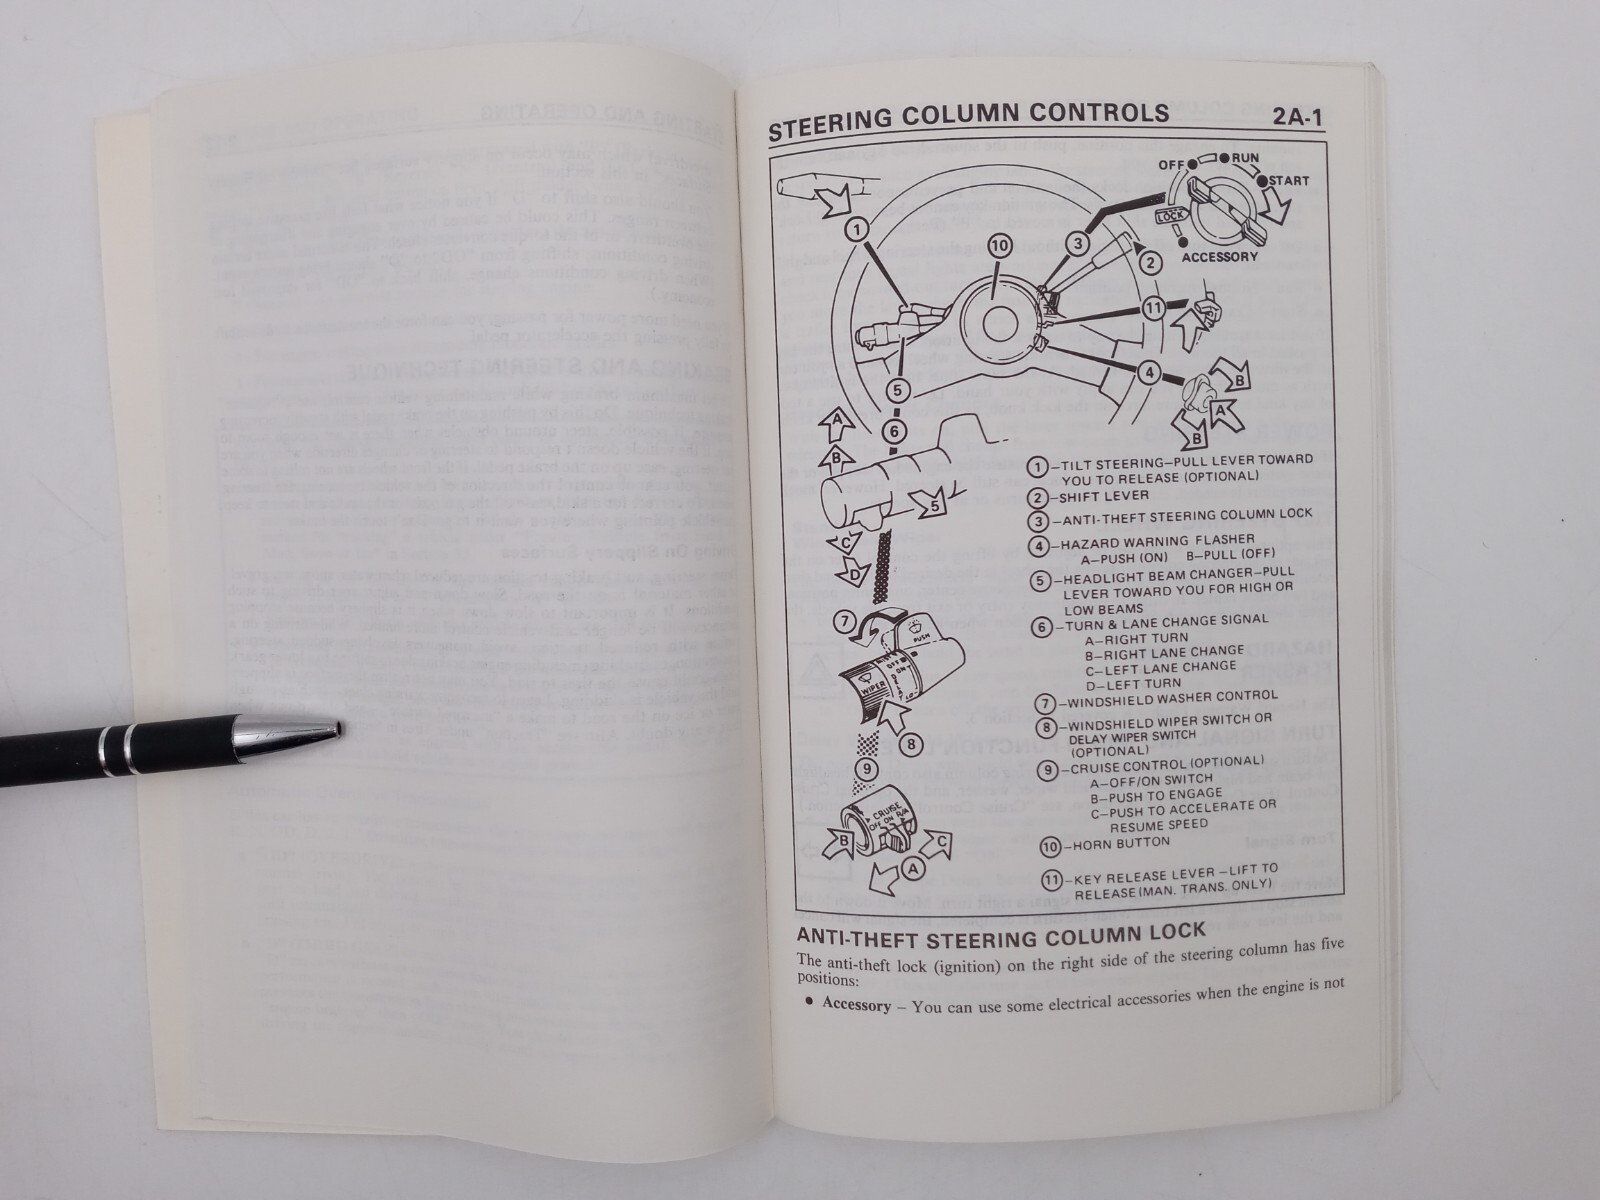 STEERING COLUMN CONTROLS 2A-1
OFF RUN
START
LOCK
ACCESSORY
1
10
3
2
11
5
4
B
A
B
6
A
B
5
C
D
7
PUSH
WIPER
OFF
8
9
CRUISE
OFF ON R/A
B
C
A
1–TILT STEERING–PULL LEVER TOWARD
YOU TO RELEASE (OPTIONAL)
2–SHIFT LEVER
3–ANTI-THEFT STEERING COLUMN LOCK
4–HAZARD WARNING FLASHER
A–PUSH (ON) B–PULL (OFF)
5–HEADLIGHT BEAM CHANGER–PULL
LEVER TOWARD YOU FOR HIGH OR
LOW BEAMS
6–TURN & LANE CHANGE SIGNAL
A–RIGHT TURN
B–RIGHT LANE CHANGE
C–LEFT LANE CHANGE
D–LEFT TURN
7–WINDSHIELD WASHER CONTROL
8–WINDSHIELD WIPER SWITCH OR
DELAY WIPER SWITCH
(OPTIONAL)
9–CRUISE CONTROL (OPTIONAL)
A–OFF/ON SWITCH
B–PUSH TO ENGAGE
C–PUSH TO ACCELERATE OR
RESUME SPEED
10–HORN BUTTON
11–KEY RELEASE LEVER –LIFT TO
RELEASE (MAN. TRANS. ONLY)
ANTI-THEFT STEERING COLUMN LOCK
The anti-theft lock (ignition) on the right side of the steering column has five
positions:
• Accessory – You can use some electrical accessories when the engine is not